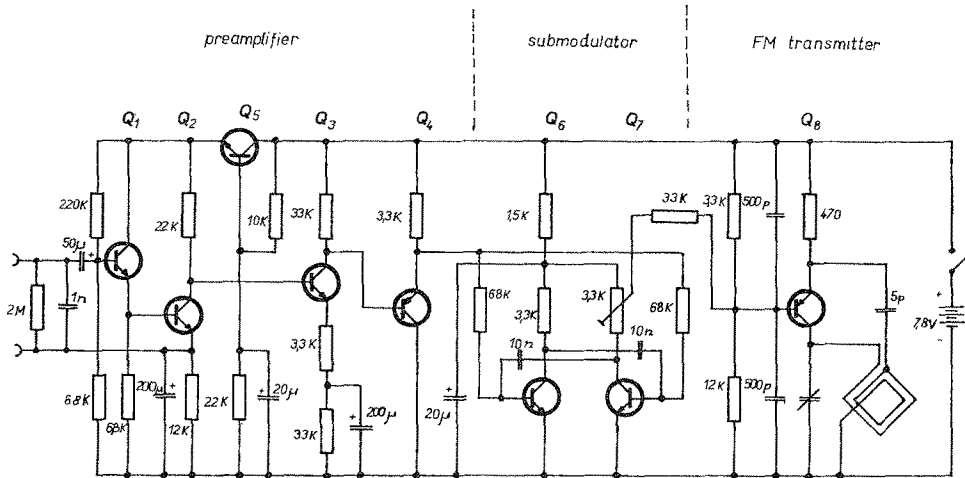 preamplifier
submodulator
FM transmitter
Q1
Q2
Q5
Q3
Q4
Q6
Q7
Q8
220K
22K
10K
33K
3,3K
1,5K
33K
3,3K
500p
470
50µ
+
2M
1n
68K
3,3K
3,3K
68K
5p
+
7,8V
3,3K
10n
10n
68K
68K
200µ
+
12K
22K
+
20µ
33K
+
200µ
+
20µ
12K
500p